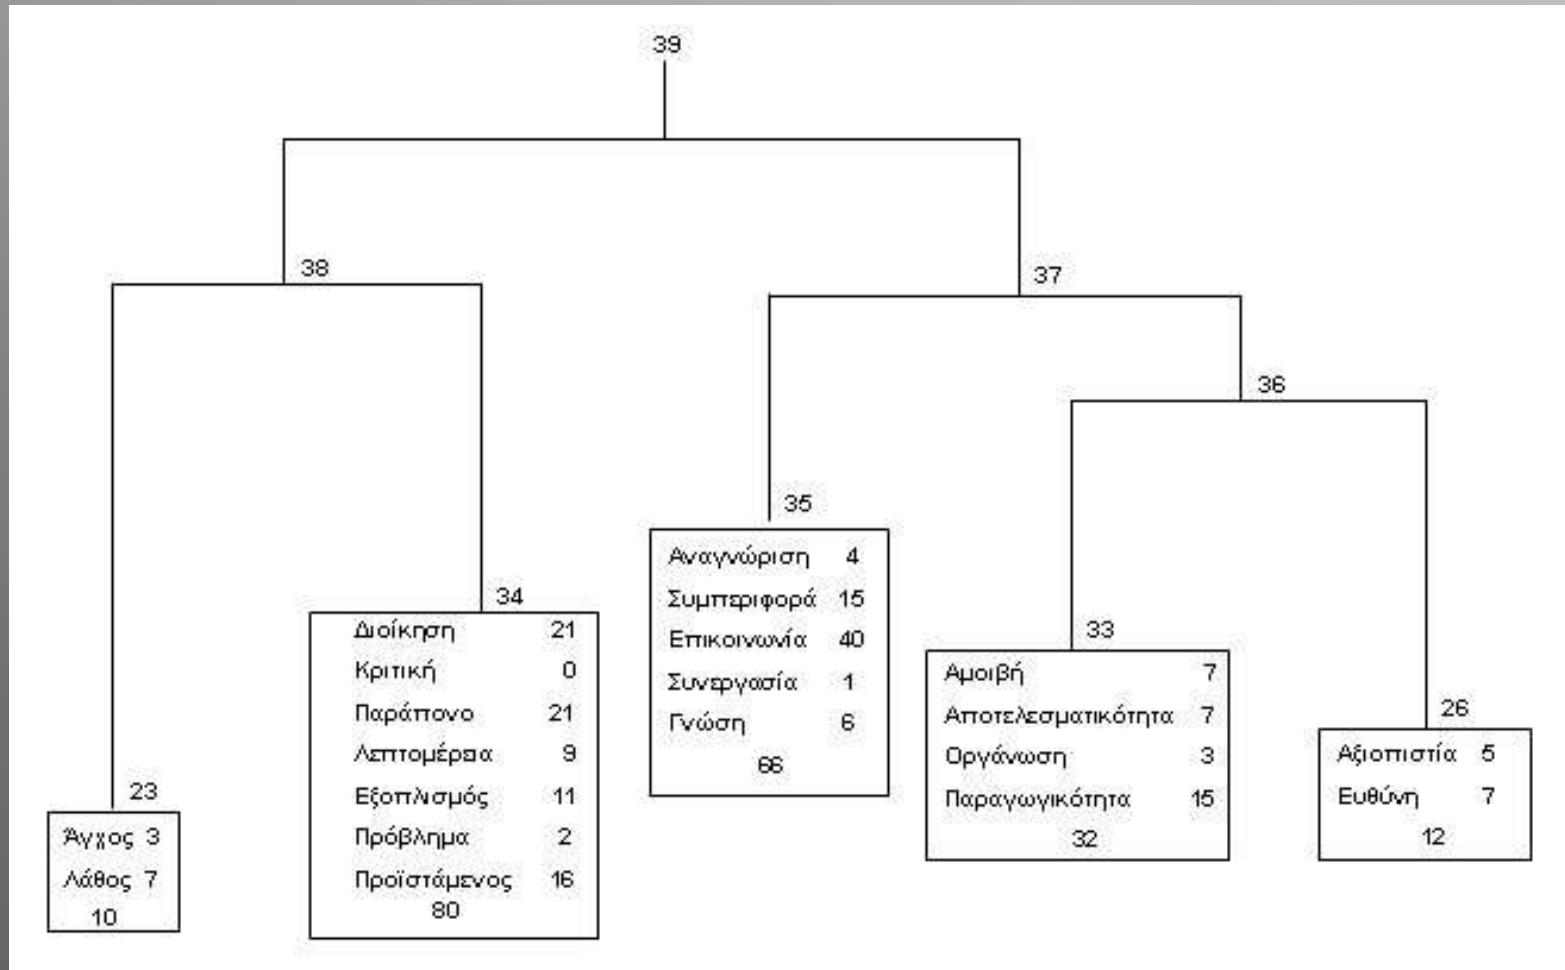 39
38
37
36
35
Αναγνώριση 4
Συμπεριφορά 15
Επικοινωνία 40
Συνεργασία 1
Γνώση 6
66
34
Διοίκηση 21
Κριτική 0
Παράπονο 21
Λεπτομέρεια 9
Εξοπλισμός 11
Πρόβλημα 2
Προϊστάμενος 16
80
33
Αμοιβή 7
Αποτελεσματικότητα 7
Οργάνωση 3
Παραγωγικότητα 15
32
26
Αξιοπιστία 5
Ευθύνη 7
12
23
Άγχος 3
Λάθος 7
10